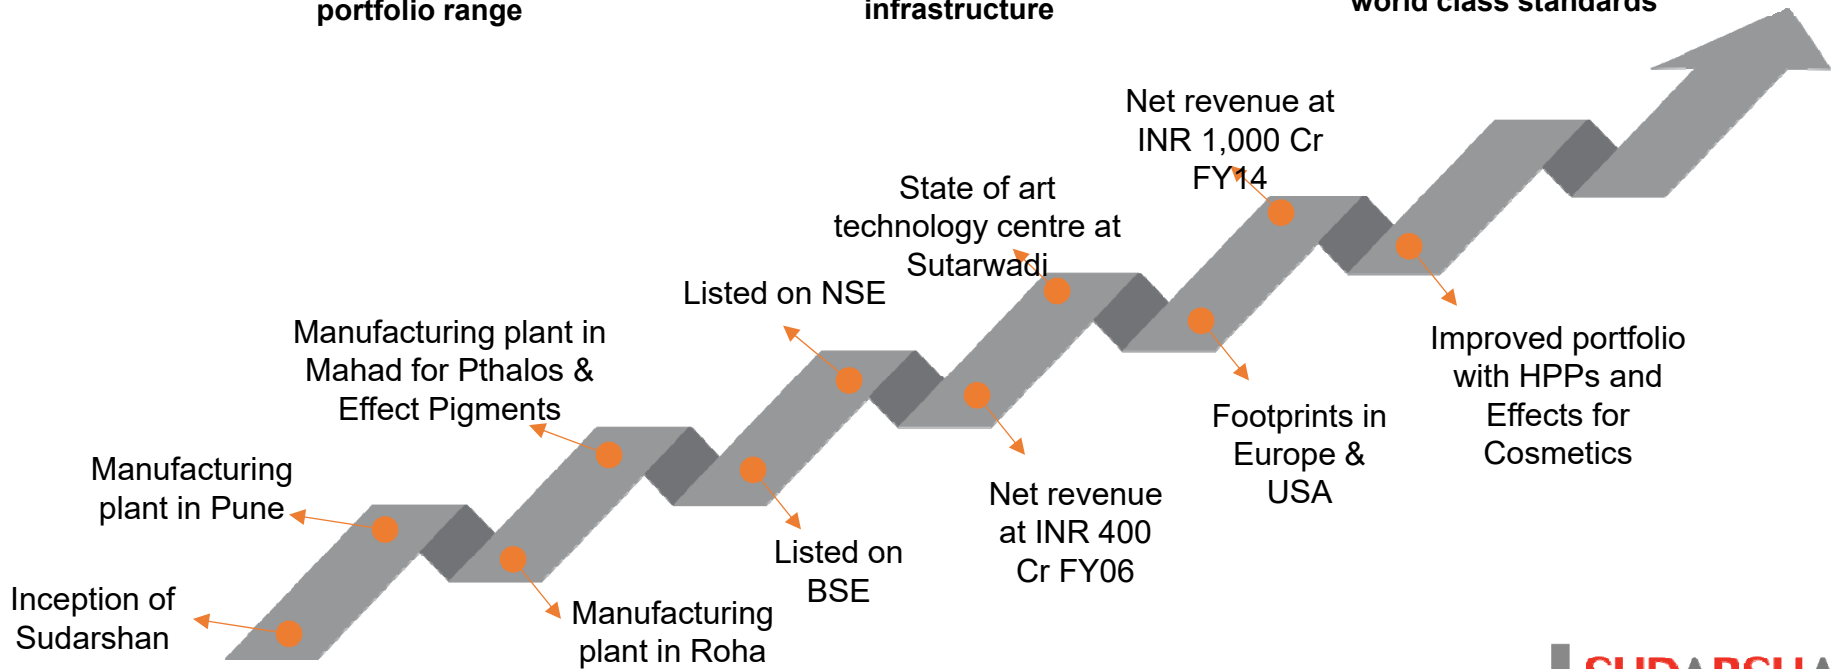 portfolio range
infrastructure
world class standards
Net revenue at
INR 1,000 Cr
FY14
State of art
technology centre at
Sutarwadi
Listed on NSE
Manufacturing plant in
Mahad for Pthalos &
Effect Pigments
Manufacturing
plant in Pune
Inception of
Sudarshan
Manufacturing
plant in Roha
Listed on
BSE
Net revenue
at INR 400
Cr FY06
Footprints in
Europe &
USA
Improved portfolio
with HPPs and
Effects for
Cosmetics